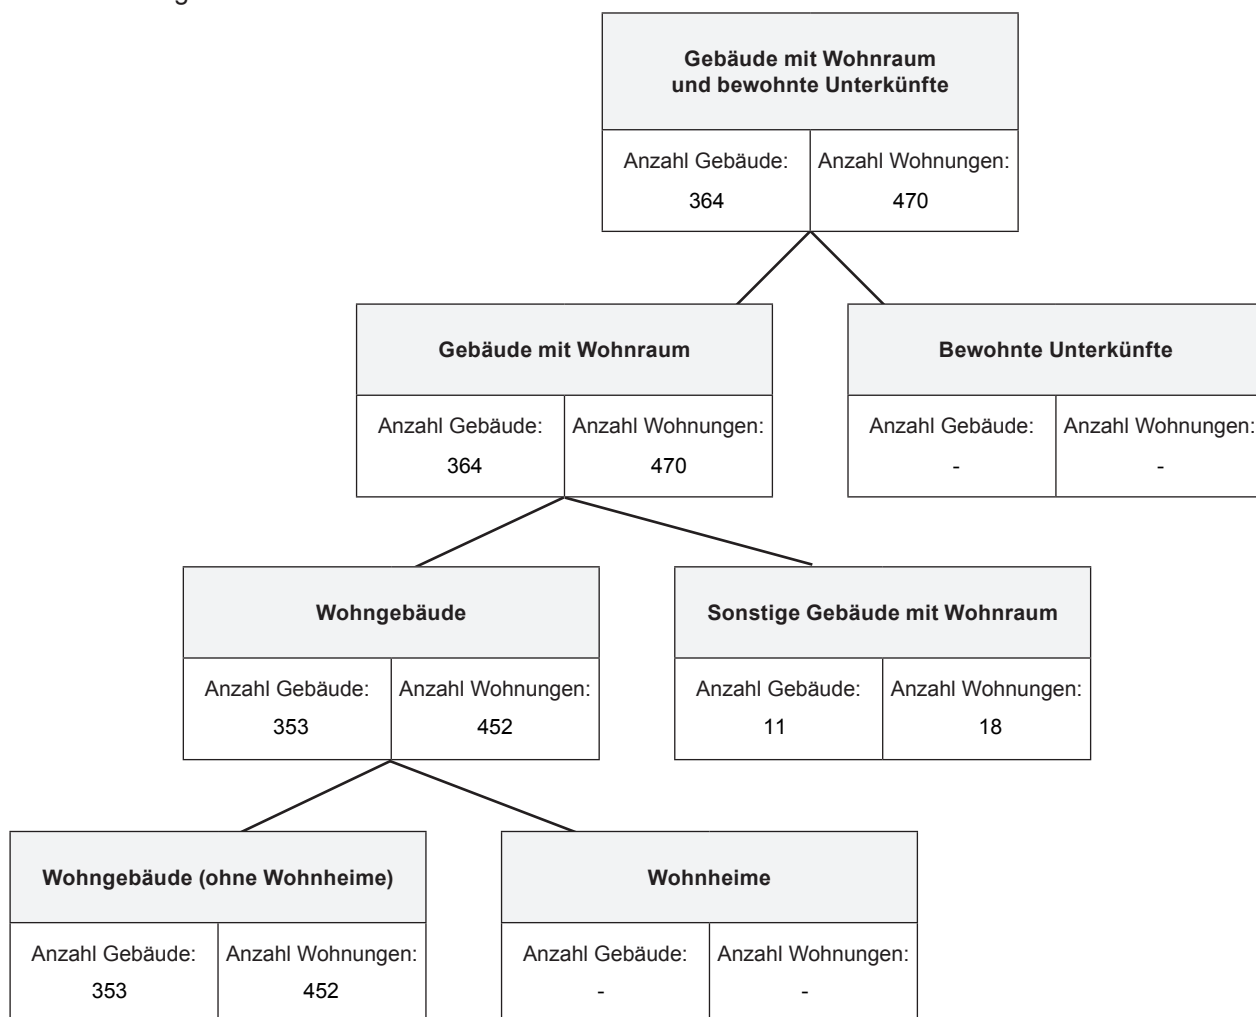 Gebäude mit Wohnraum
und bewohnte Unterkünfte
Anzahl Gebäude: Anzahl Wohnungen:
364 470
Gebäude mit Wohnraum Bewohnte Unterkünfte
Anzahl Gebäude: Anzahl Wohnungen: Anzahl Gebäude: Anzahl Wohnungen:
364 470 - -
Wohngebäude Sonstige Gebäude mit Wohnraum
Anzahl Gebäude: Anzahl Wohnungen: Anzahl Gebäude: Anzahl Wohnungen:
353 452 11 18
Wohngebäude (ohne Wohnheime) Wohnheime
Anzahl Gebäude: Anzahl Wohnungen: Anzahl Gebäude: Anzahl Wohnungen:
353 452 - -